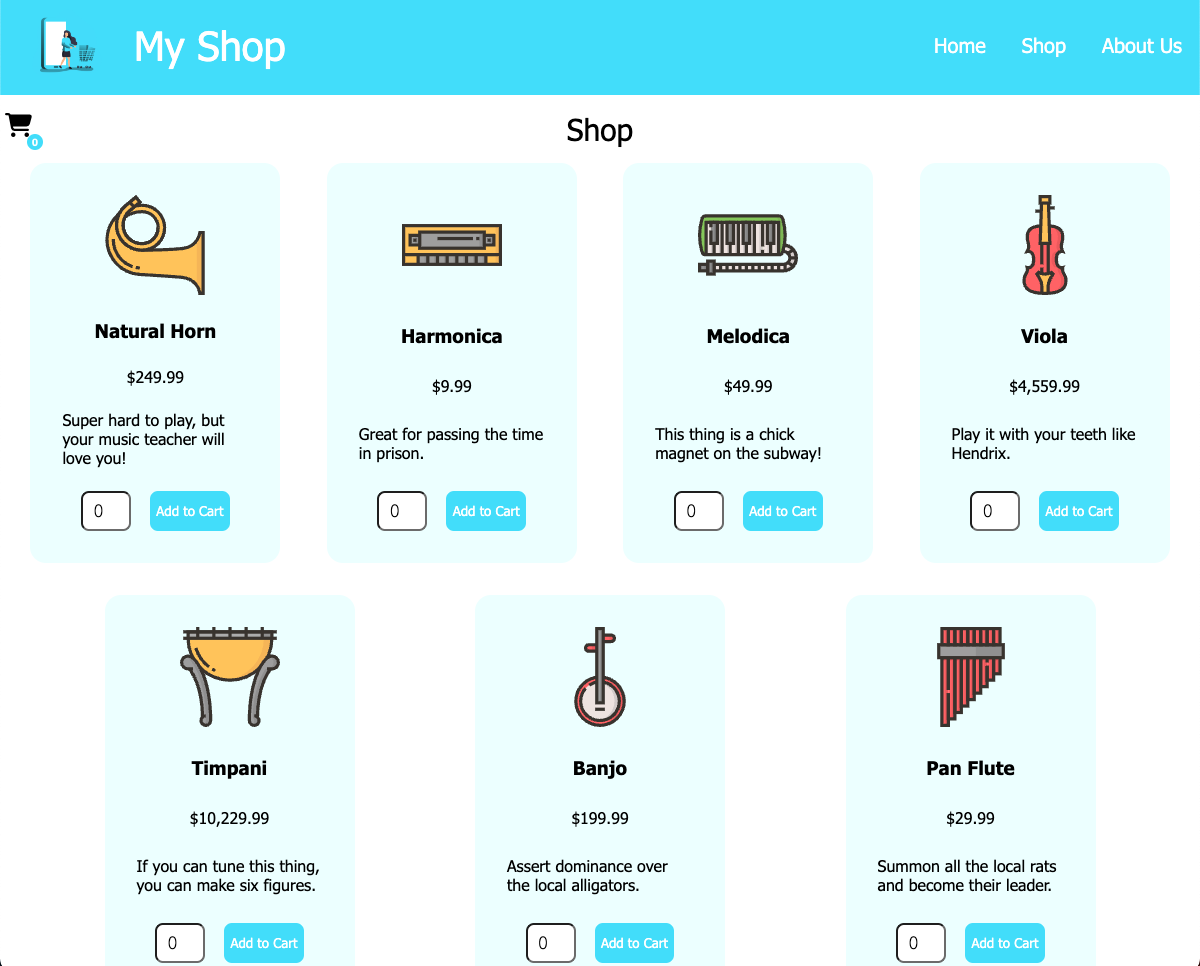 My Shop
Home Shop About Us
0
Shop
Natural Horn
$249.99
Super hard to play, but
your music teacher will
love you!
0 Add to Cart
Harmonica
$9.99
Great for passing the time
in prison.
0 Add to Cart
Melodica
$49.99
This thing is a chick
magnet on the subway!
0 Add to Cart
Viola
$4,559.99
Play it with your teeth like
Hendrix.
0 Add to Cart
Timpani
$10,229.99
If you can tune this thing,
you can make six figures.
0 Add to Cart
Banjo
$199.99
Assert dominance over
the local alligators.
0 Add to Cart
Pan Flute
$29.99
Summon all the local rats
and become their leader.
0 Add to Cart